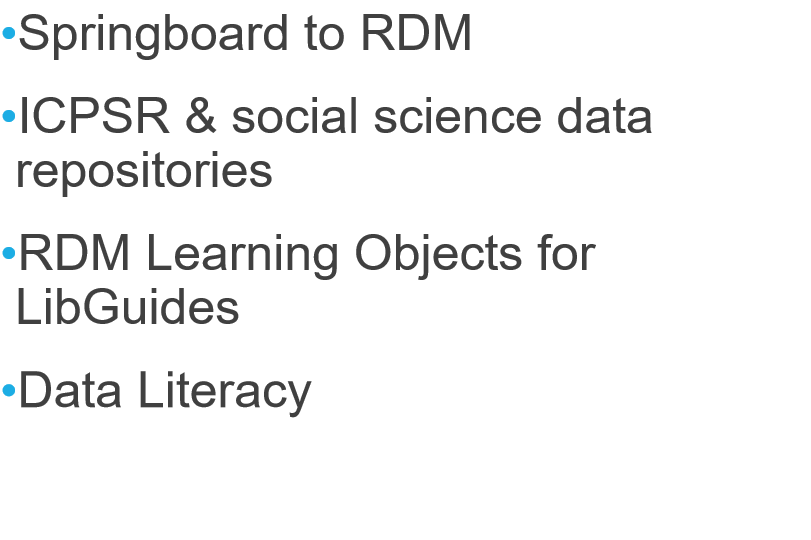 •Springboard to RDM
•ICPSR & social science data
repositories
•RDM Learning Objects for
LibGuides
•Data Literacy